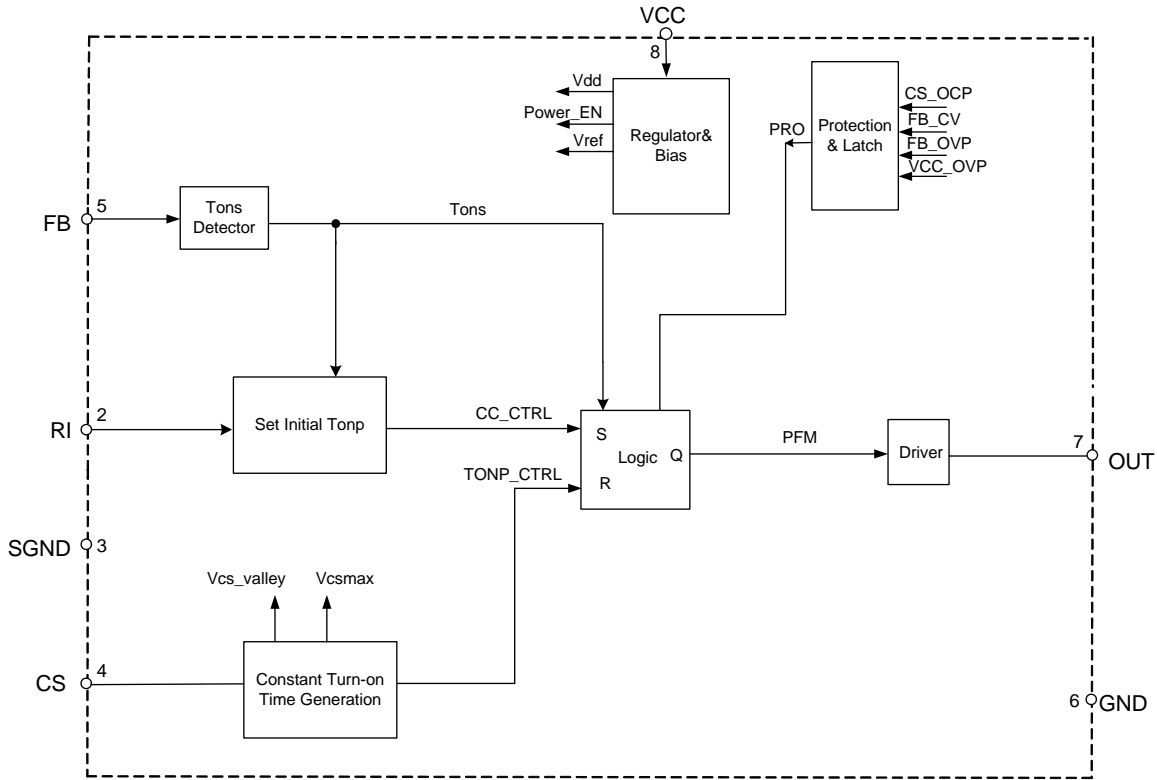 VCC
8
Vdd
Power_EN
Vref
Regulator&
Bias
PRO
Protection
& Latch
CS_OCP
FB_CV
FB_OVP
VCC_OVP
FB
5
Tons
Detector
Tons
RI
2
Set Initial Tonp
CC_CTRL
TONP_CTRL
S
Logic
Q
R
PFM
Driver
7
OUT
SGND
3
Vcs_valley
Vcsmax
CS
4
Constant Turn-on
Time Generation
6
GND